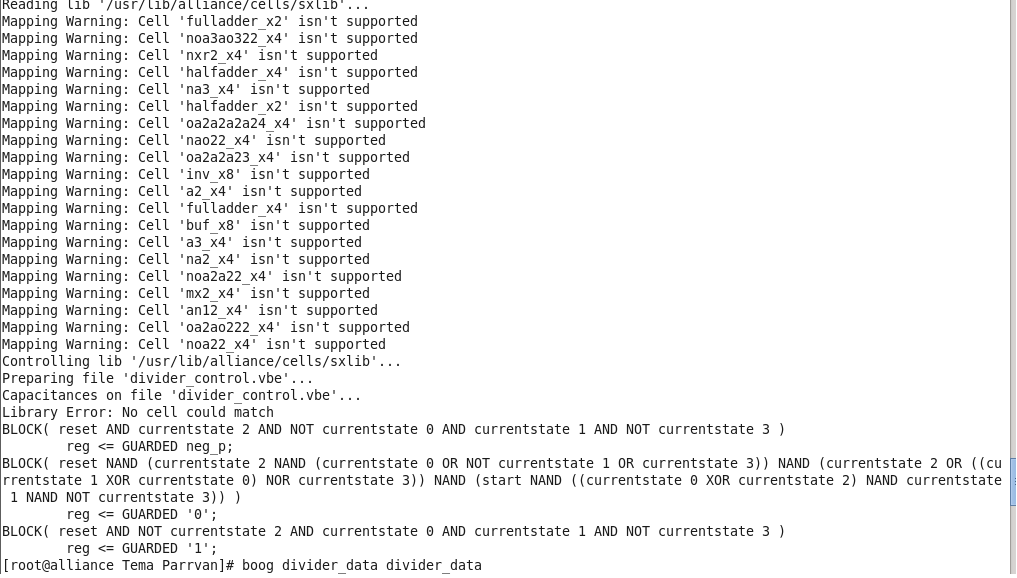 Reading lib '/usr/lib/alliance/cells/sxlib'...
Mapping Warning: Cell 'fulladder_x2' isn't supported
Mapping Warning: Cell 'noa3ao322_x4' isn't supported
Mapping Warning: Cell 'nxr2_x4' isn't supported
Mapping Warning: Cell 'halfadder_x4' isn't supported
Mapping Warning: Cell 'na3_x4' isn't supported
Mapping Warning: Cell 'halfadder_x2' isn't supported
Mapping Warning: Cell 'oa2a2a2a24_x4' isn't supported
Mapping Warning: Cell 'nao22_x4' isn't supported
Mapping Warning: Cell 'oa2a2a23_x4' isn't supported
Mapping Warning: Cell 'inv_x8' isn't supported
Mapping Warning: Cell 'a2_x4' isn't supported
Mapping Warning: Cell 'fulladder_x4' isn't supported
Mapping Warning: Cell 'buf_x8' isn't supported
Mapping Warning: Cell 'a3_x4' isn't supported
Mapping Warning: Cell 'na2_x4' isn't supported
Mapping Warning: Cell 'noa2a22_x4' isn't supported
Mapping Warning: Cell 'mx2_x4' isn't supported
Mapping Warning: Cell 'an12_x4' isn't supported
Mapping Warning: Cell 'oa2ao222_x4' isn't supported
Mapping Warning: Cell 'noa22_x4' isn't supported
Controlling lib '/usr/lib/alliance/cells/sxlib'...
Preparing file 'divider_control.vbe'...
Capacitances on file 'divider_control.vbe'...
Library Error: No cell could match
BLOCK( reset AND currentstate 2 AND NOT currentstate 0 AND currentstate 1 AND NOT currentstate 3 )
        reg <= GUARDED neg_p;
BLOCK( reset NAND (currentstate 2 NAND (currentstate 0 OR NOT currentstate 1 OR currentstate 3)) NAND (currentstate 2 OR ((cu
rrentstate 1 XOR currentstate 0) NOR currentstate 3)) NAND (start NAND ((currentstate 0 XOR currentstate 2) NAND currentstate
 1 NAND NOT currentstate 3)) )
        reg <= GUARDED '0';
BLOCK( reset AND NOT currentstate 2 AND currentstate 0 AND currentstate 1 AND NOT currentstate 3 )
        reg <= GUARDED '1';
[root@alliance Tema Parrvan]# boog divider_data divider_data